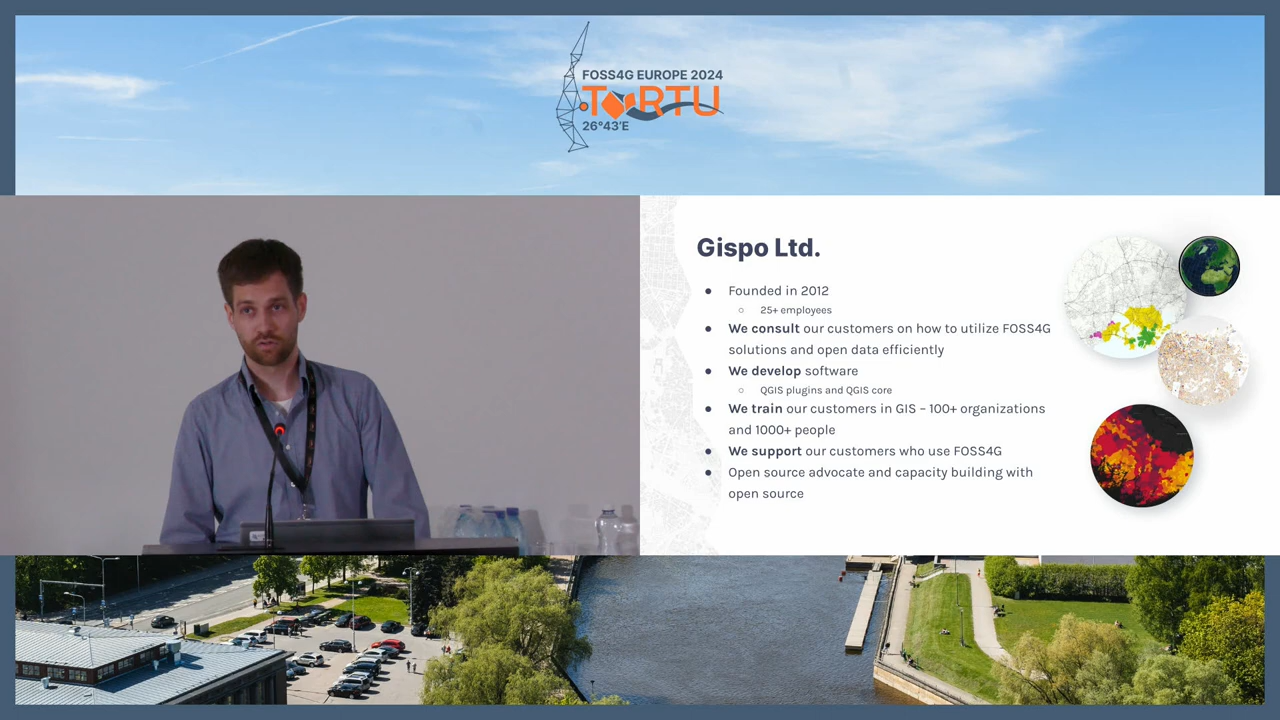 FOSS4G EUROPE 2024
TARTU
26°43'E
Gispo Ltd.
● Founded in 2012
○ 25+ employees
● We consult our customers on how to utilize FOSS4G
solutions and open data efficiently
● We develop software
○ QGIS plugins and QGIS core
● We train our customers in GIS – 100+ organizations
and 1000+ people
● We support our customers who use FOSS4G
● Open source advocate and capacity building with
open source